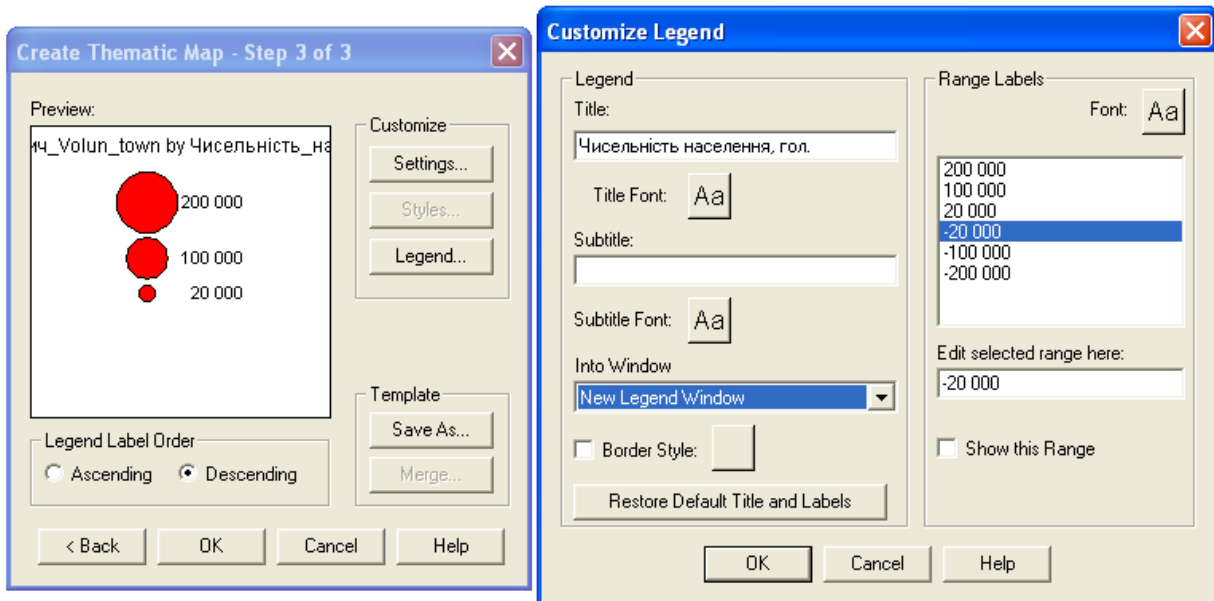 Create Thematic Map - Step 3 of 3
Preview:
ич_Volun_town by Чисельність_на
200 000
100 000
20 000
Customize
Settings...
Styles...
Legend...
Legend Label Order
Ascending
Descending
Template
Save As...
Merge...
< Back
OK
Cancel
Help
Customize Legend
Legend
Title:
Чисельність населення, гол.
Title Font:
Aa
Subtitle:
Subtitle Font:
Aa
Into Window
New Legend Window
Border Style:
Restore Default Title and Labels
Range Labels
Font:
Aa
200 000
100 000
20 000
-20 000
-100 000
-200 000
Edit selected range here:
-20 000
Show this Range
OK
Cancel
Help